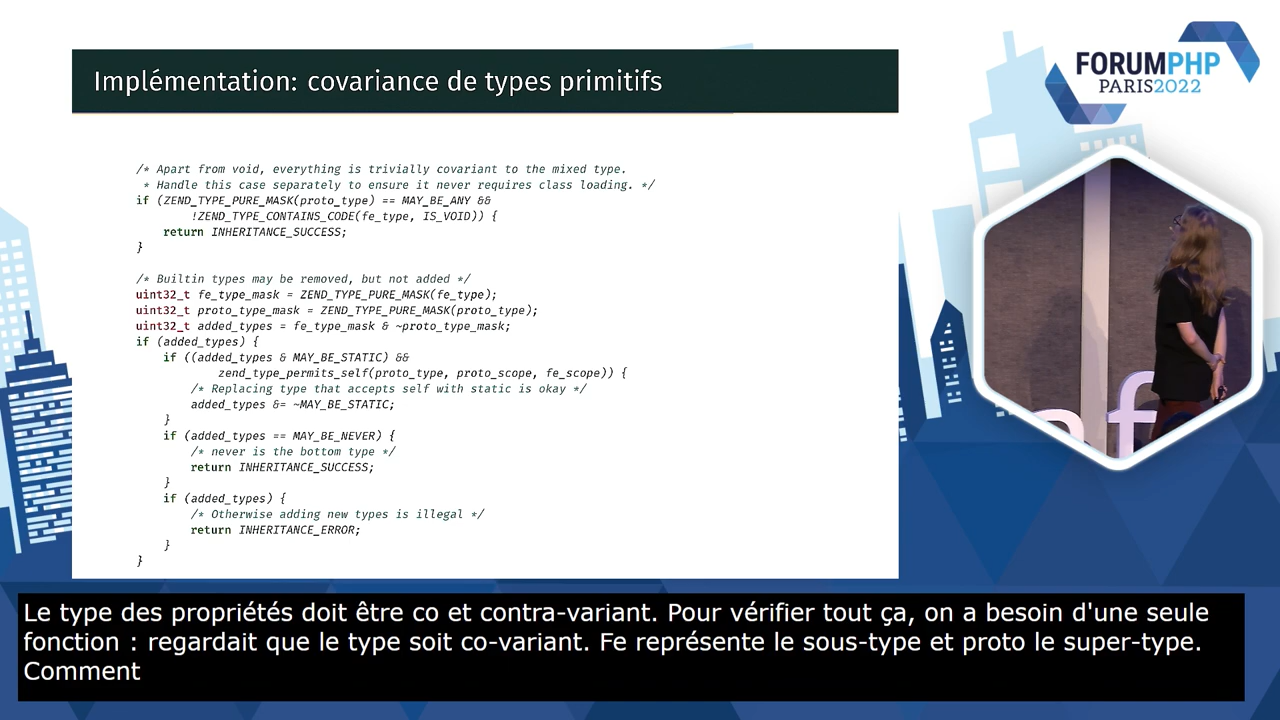 Implémentation: covariance de types primitifs
FORUMPHP
PARIS2022
/* Apart from void, everything is trivially covariant to the mixed type.
* Handle this case separately to ensure it never requires class loading. */
if (ZEND_TYPE_PURE_MASK(proto_type) == MAY_BE_ANY &&
!ZEND_TYPE_CONTAINS_CODE(fe_type, IS_VOID)) {
return INHERITANCE_SUCCESS;
}
/* Builtin types may be removed, but not added */
uint32_t fe_type_mask = ZEND_TYPE_PURE_MASK(fe_type);
uint32_t proto_type_mask = ZEND_TYPE_PURE_MASK(proto_type);
uint32_t added_types = fe_type_mask & ~proto_type_mask;
if (added_types) {
if ((added_types & MAY_BE_STATIC) &&
zend_type_permits_self(proto_type, proto_scope, fe_scope)) {
/* Replacing type that accepts self with static is okay */
added_types &= ~MAY_BE_STATIC;
}
if (added_types == MAY_BE_NEVER) {
/* never is the bottom type */
return INHERITANCE_SUCCESS;
}
if (added_types) {
/* Otherwise adding new types is illegal */
return INHERITANCE_ERROR;
}
}
af
Le type des propriétés doit être co et contra-variant. Pour vérifier tout ça, on a besoin d'une seule
fonction : regardait que le type soit co-variant. Fe représente le sous-type et proto le super-type.
Comment